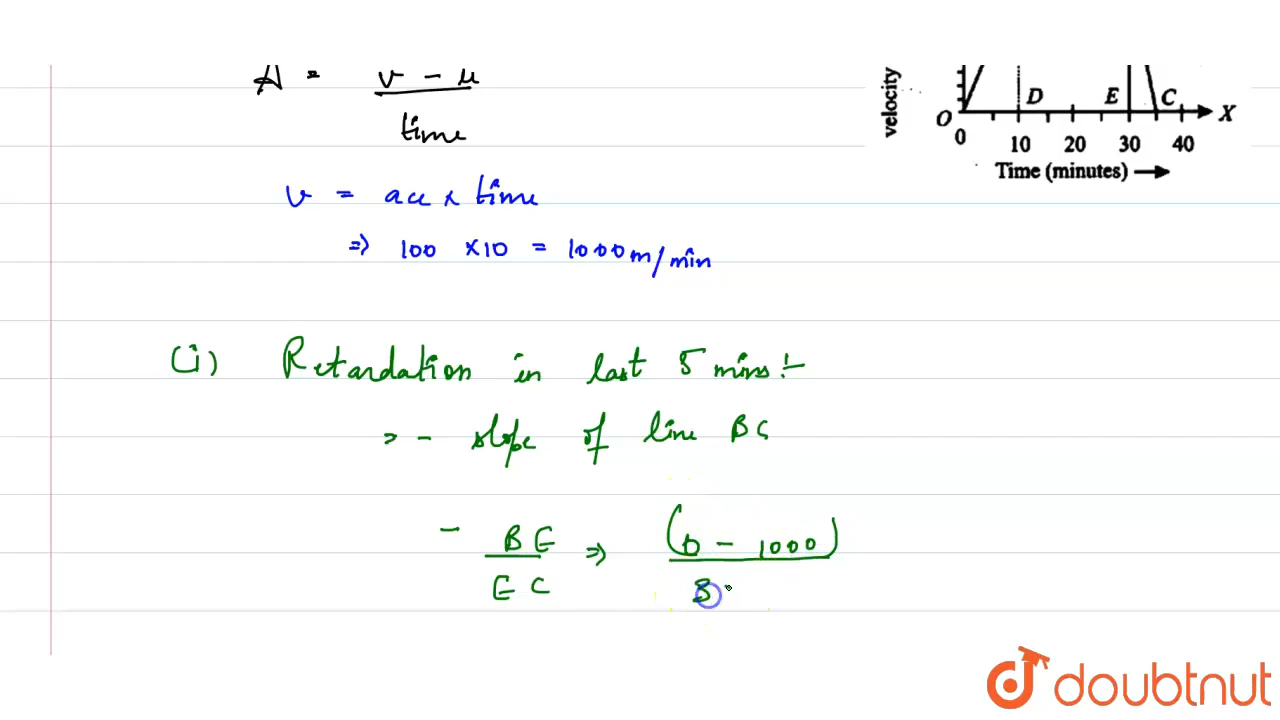 A = v - u
time
v = acc x time
⇒ 100 x 10 = 1000 m/min
(i) Retardation in last 5 mins :-
⇒ - slope of line BC
- BE ⇒ (0 - 1000)
EC 5
velocity
O D E C X
0 10 20 30 40
Time (minutes) →
doubtnut